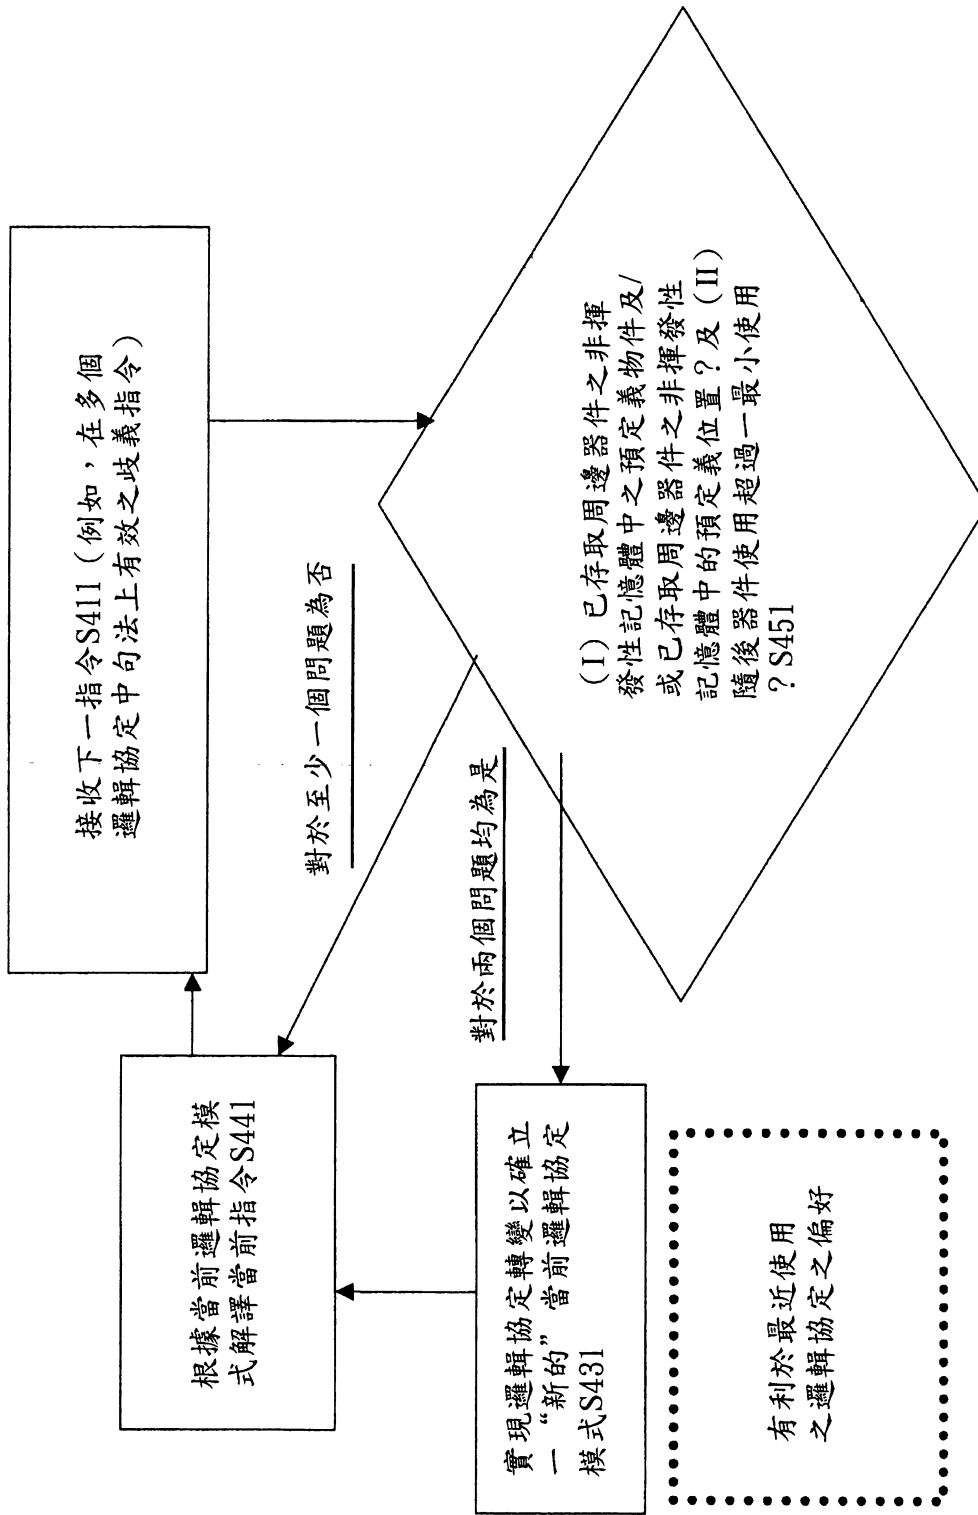 接收下一指令S411（例如，在多個
邏輯協定中句法上有效之歧義指令）
根據當前邏輯協定模
式解譯當前指令S441
對於至少一個問題為否
對於兩個問題均為是
(I) 已存取周邊器件之非揮
發性記憶體中之預定義物件及/
或已存取周邊器件之非揮發性
記憶體中的預定義位置？及 (II)
隨後器件使用超過一最小使用
？S451
實現邏輯協定轉變以確立
一“新的”當前邏輯協定
模式S431
有利於最近使用
之邏輯協定之偏好